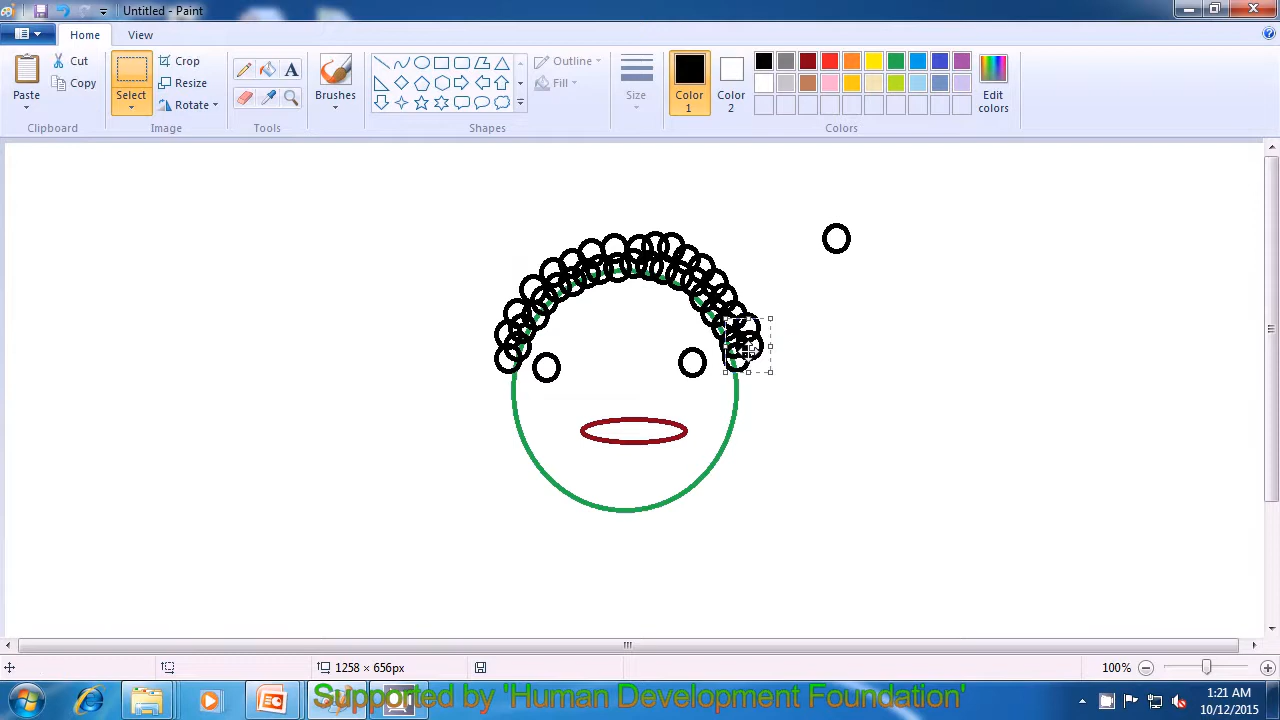 Untitled - Paint
Home
View
Paste
Cut
Copy
Clipboard
Select
Crop
Resize
Rotate
Image
Tools
Brushes
Outline
Fill
Shapes
Size
Color
1
Color
2
Edit
colors
Colors
1258 × 656px
100%
Supported by 'Human Development Foundation'
1:21 AM
10/12/2015